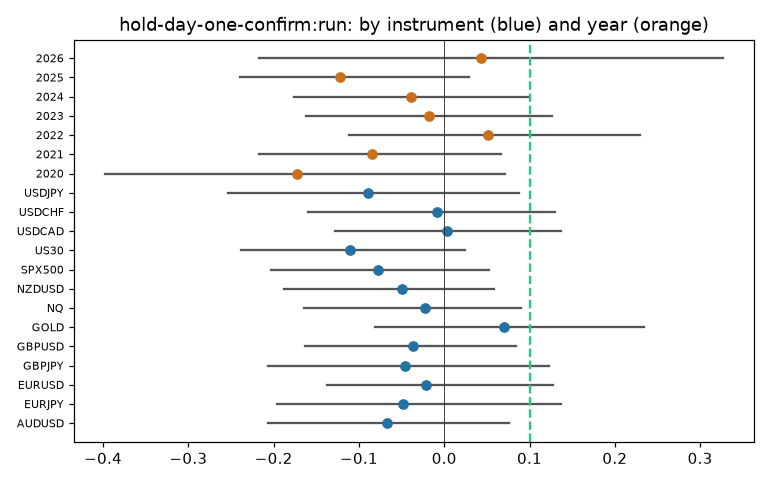 hold-day-one-confirm:run: by instrument (blue) and year (orange)
2026
2025
2024
2023
2022
2021
2020
USDJPY
USDCHF
USDCAD
US30
SPX500
NZDUSD
NQ
GOLD
GBPUSD
GBPJPY
EURUSD
EURJPY
AUDUSD
−0.4 −0.3 −0.2 −0.1 0.0 0.1 0.2 0.3